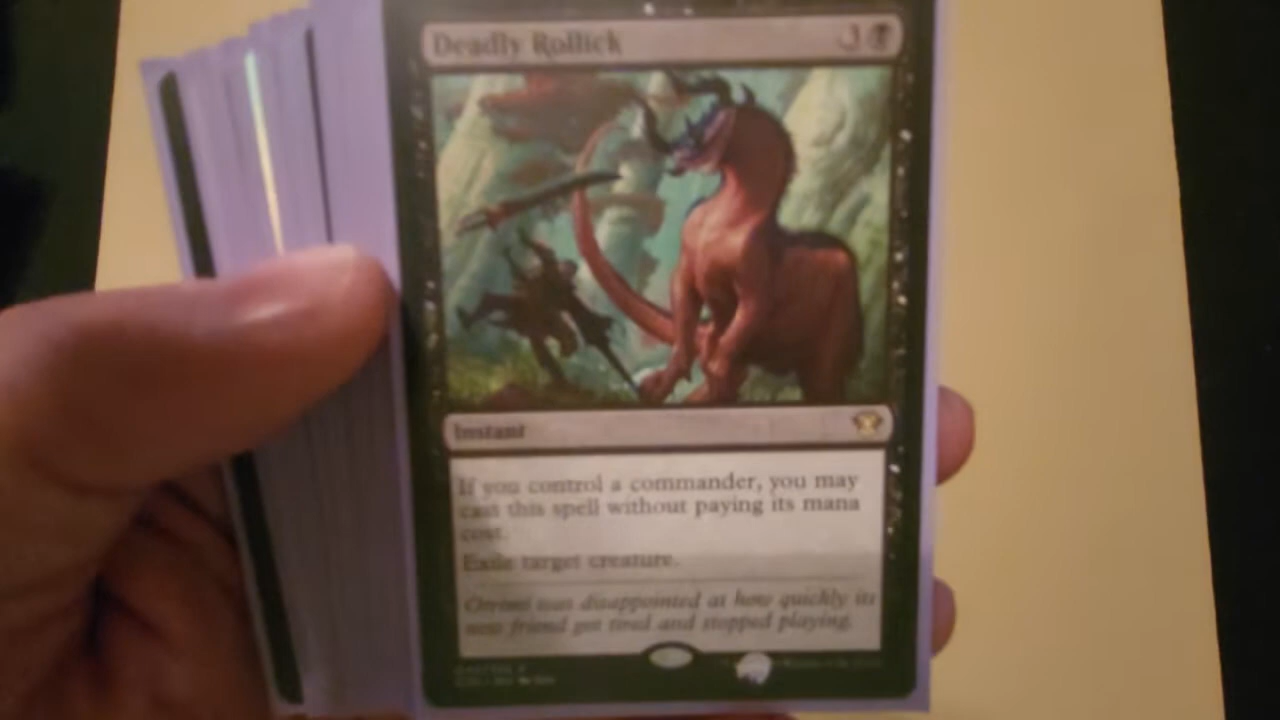 Deadly Rollick 3
Instant
If you control a commander, you may
cast this spell without paying its mana
cost.
Exile target creature.
was disappointed at how quickly its
new friend got tired and stopped playing.